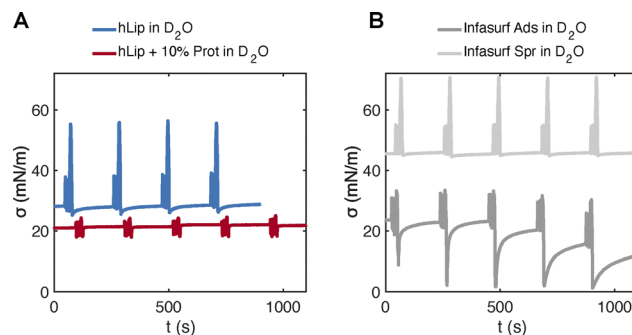 A
hLip in D₂O
hLip + 10% Prot in D₂O
σ (mN/m)
60
40
20
0
0 500 1000
t (s)
B
Infasurf Ads in D₂O
Infasurf Spr in D₂O
σ (mN/m)
60
40
20
0
0 500 1000
t (s)